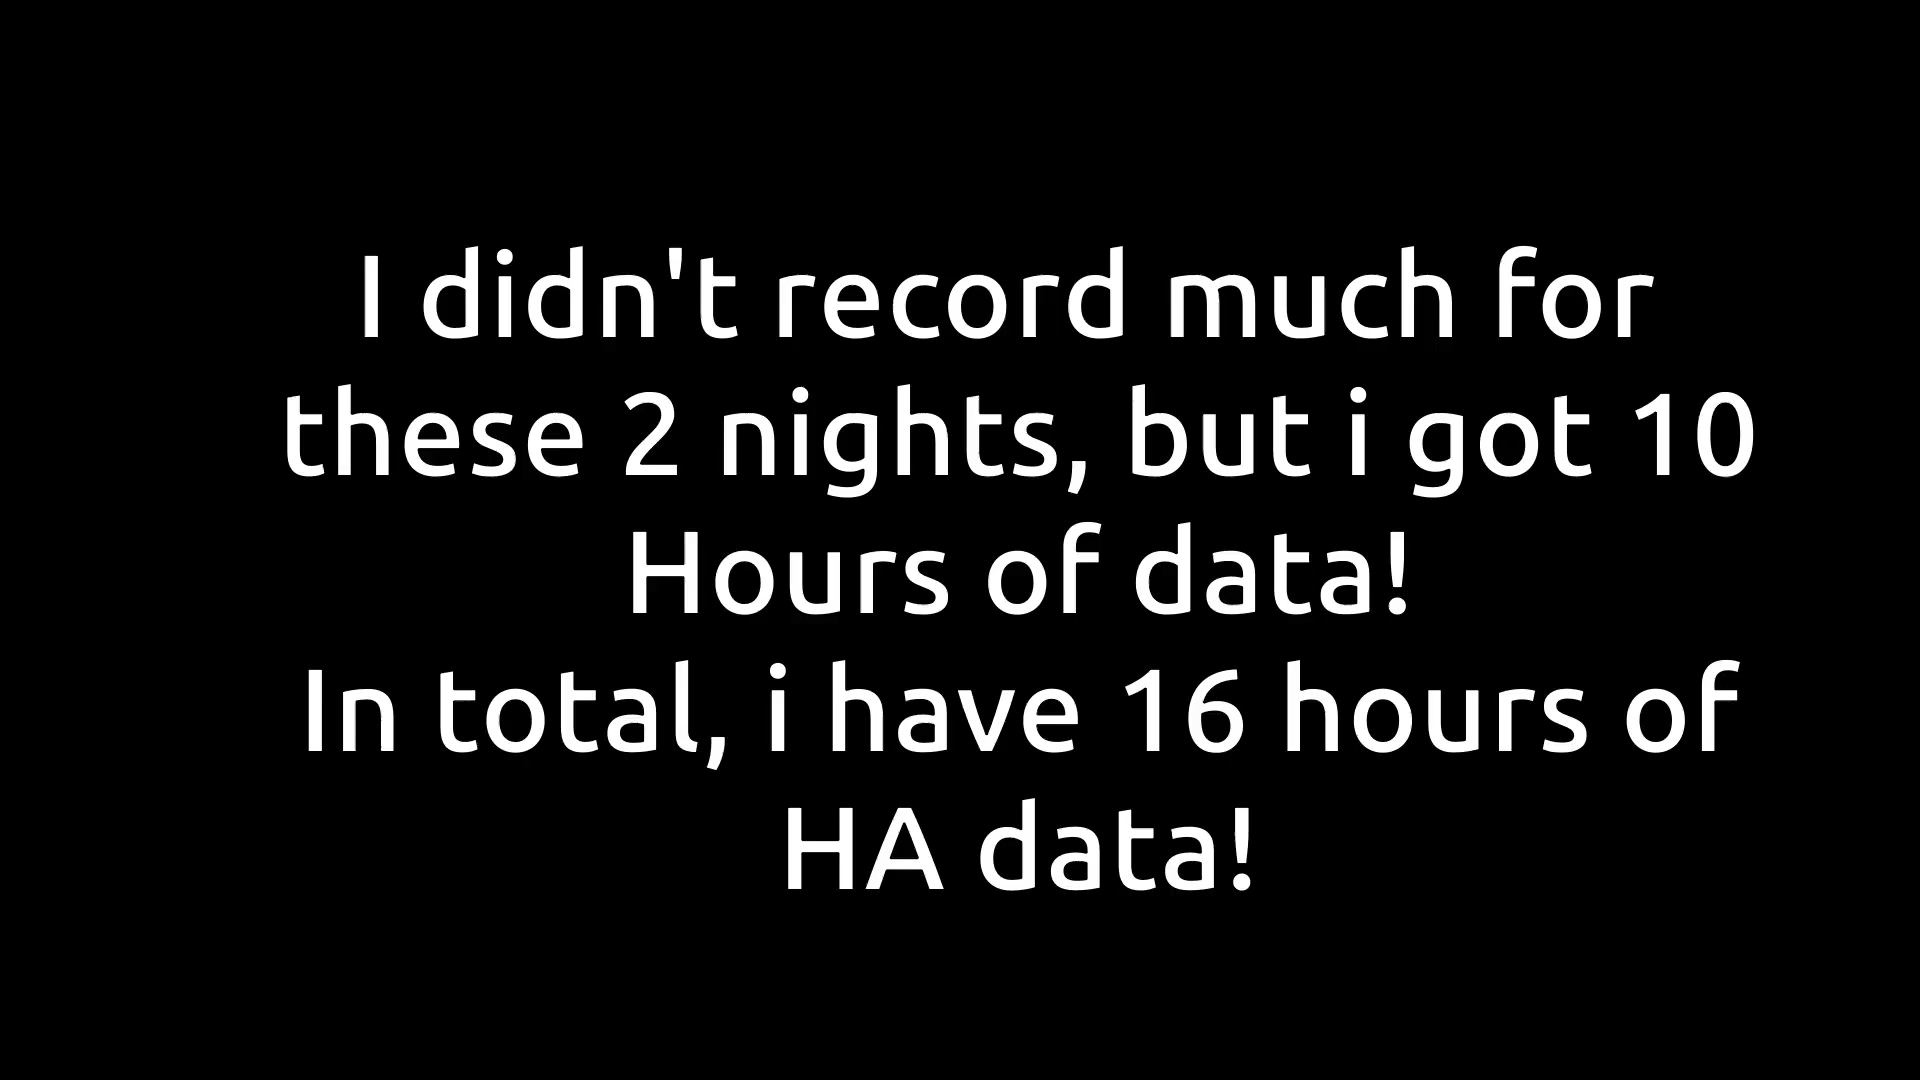 I didn't record much for
these 2 nights, but i got 10
Hours of data!
In total, i have 16 hours of
HA data!